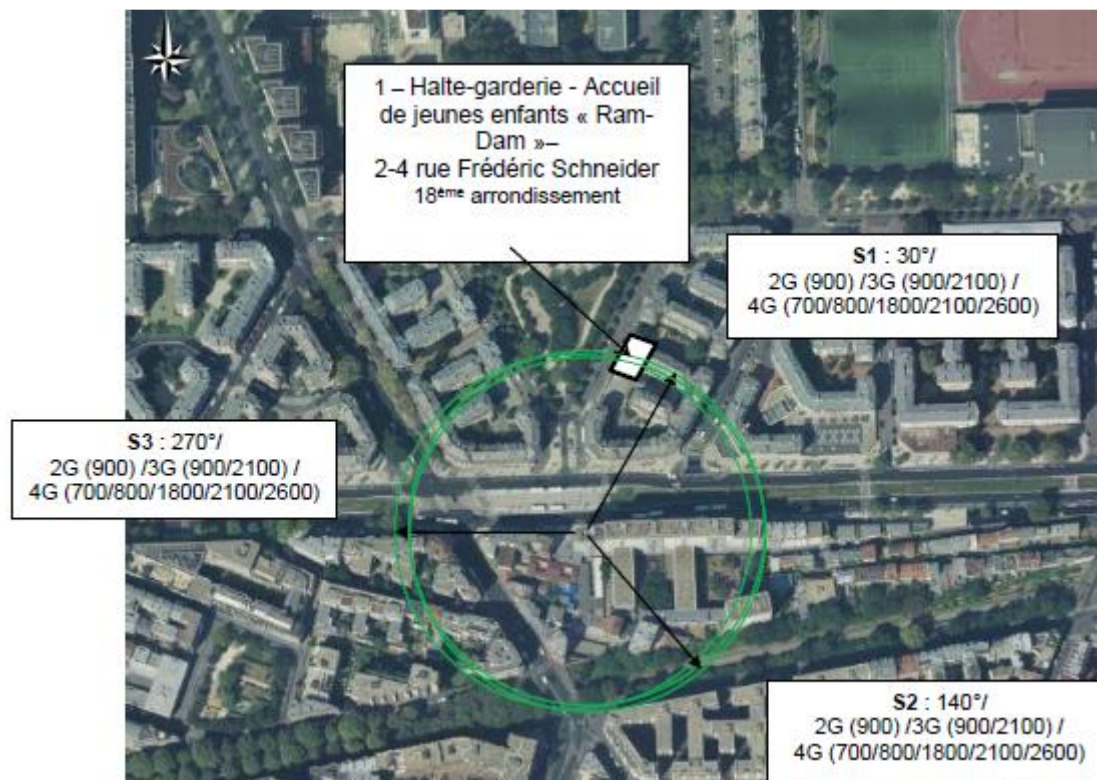 1 – Halte-garderie - Accueil
de jeunes enfants « Ram-
Dam »–
2-4 rue Frédéric Schneider
18ème arrondissement
S1 : 30°/
2G (900) /3G (900/2100) /
4G (700/800/1800/2100/2600)
S3 : 270°/
2G (900) /3G (900/2100) /
4G (700/800/1800/2100/2600)
S2 : 140°/
2G (900) /3G (900/2100) /
4G (700/800/1800/2100/2600)